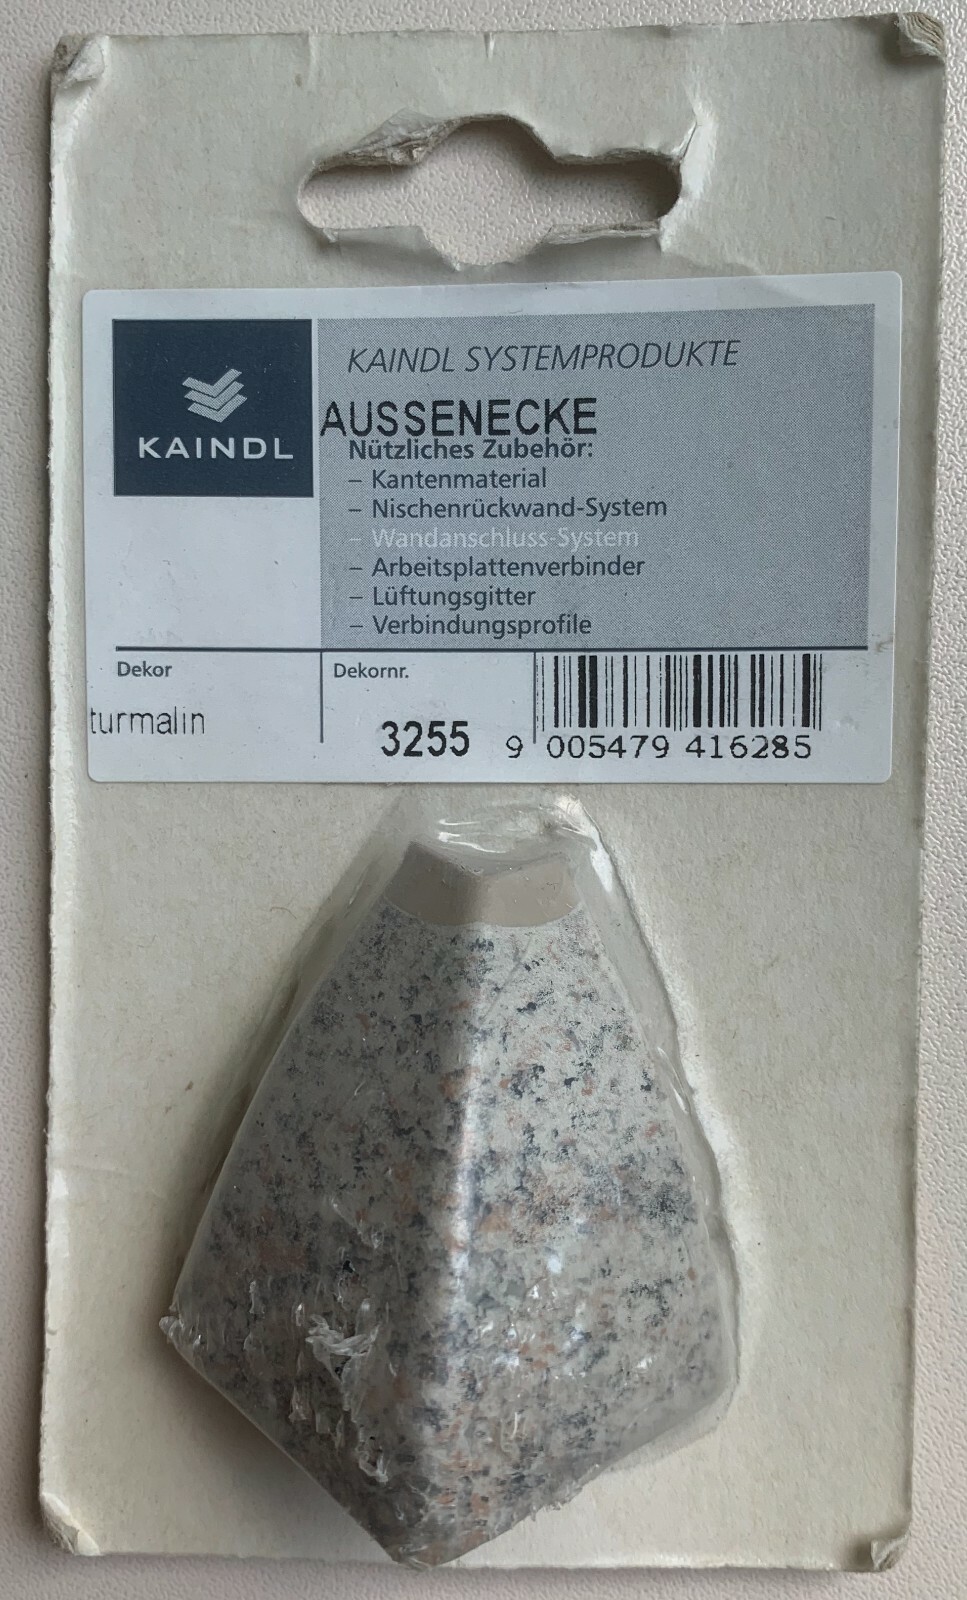 KAINDL
KAINDL SYSTEMPRODUKTE
AUSSENECKE
Nützliches Zubehör:
– Kantenmaterial
– Nischenrückwand-System
– Wandanschluss-System
– Arbeitsplattenverbinder
– Lüftungsgitter
– Verbindungsprofile
Dekor
turmalin
Dekornr.
3255
9 005479 416285